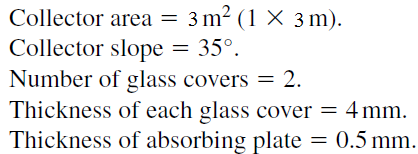 Collector area = 3 m² (1 × 3 m).
Collector slope = 35°.
Number of glass covers = 2.
Thickness of each glass cover = 4 mm.
Thickness of absorbing plate = 0.5 mm.